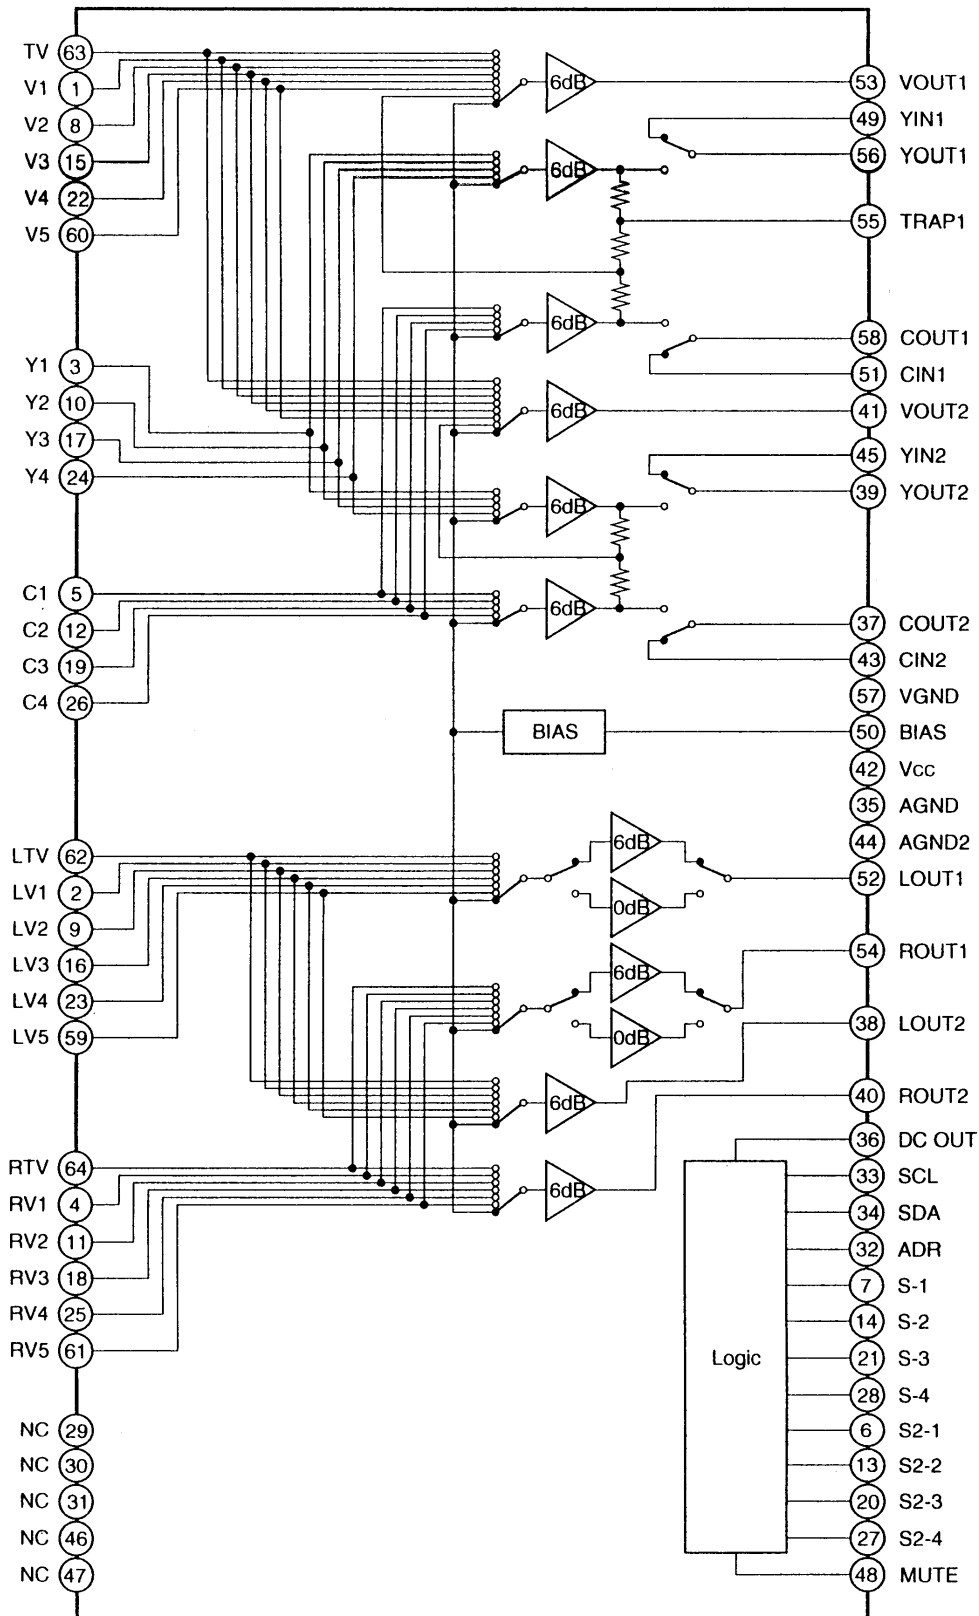 TV 63
V1 1
V2 8
V3 15
V4 22
V5 60
Y1 3
Y2 10
Y3 17
Y4 24
C1 5
C2 12
C3 19
C4 26
LTV 62
LV1 2
LV2 9
LV3 16
LV4 23
LV5 59
RTV 64
RV1 4
RV2 11
RV3 18
RV4 25
RV5 61
NC 29
NC 30
NC 31
NC 46
NC 47
6dB
6dB
6dB
6dB
6dB
6dB
BIAS
6dB
0dB
6dB
0dB
6dB
6dB
Logic
53 VOUT1
49 YIN1
56 YOUT1
55 TRAP1
58 COUT1
51 CIN1
41 VOUT2
45 YIN2
39 YOUT2
37 COUT2
43 CIN2
57 VGND
50 BIAS
42 Vcc
35 AGND
44 AGND2
52 LOUT1
54 ROUT1
38 LOUT2
40 ROUT2
36 DC OUT
33 SCL
34 SDA
32 ADR
7 S-1
14 S-2
21 S-3
28 S-4
6 S2-1
13 S2-2
20 S2-3
27 S2-4
48 MUTE